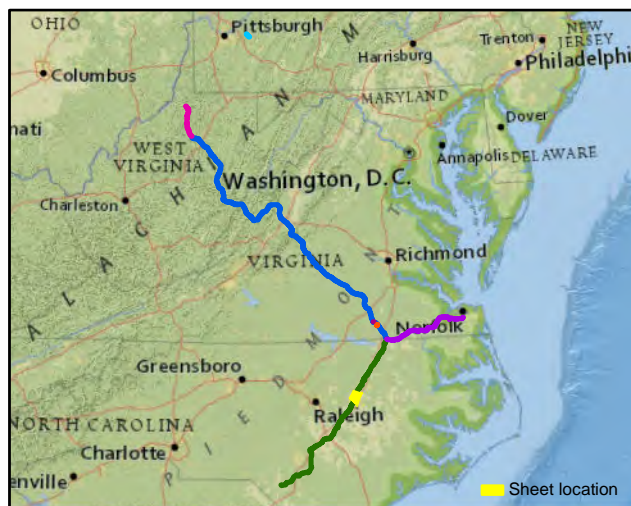 OHIO
Pittsburgh
NEW
JERSEY
Trenton
Harrisburg
Philadelphi
Columbus
MARYLAND
Dover
nati
WEST
VIRGINIA
Annapolis
DELAWARE
Washington, D.C.
Charleston
Richmond
VIRGINIA
A L A C H I A N M
P I E D M O N T
Norfolk
Greensboro
Raleigh
NORTH CAROLINA
Charlotte
enville
Sheet location